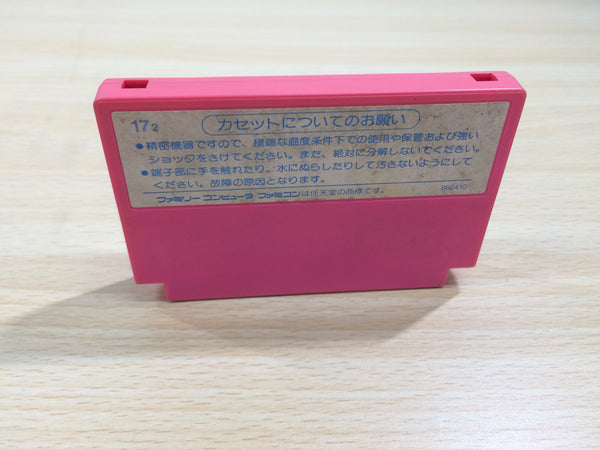 17₂
カセットについてのお願い
●精密機器ですので、極端な温度条件下での使用や保管および強い
ショックをさけてください。また、絶対に分解しないでください。
●端子部に手を触れたり、水にぬらしたりして汚さないようにして
ください。故障の原因となります。
860410
ファミリー コンピュータ・ファミコンは任天堂の商標です。